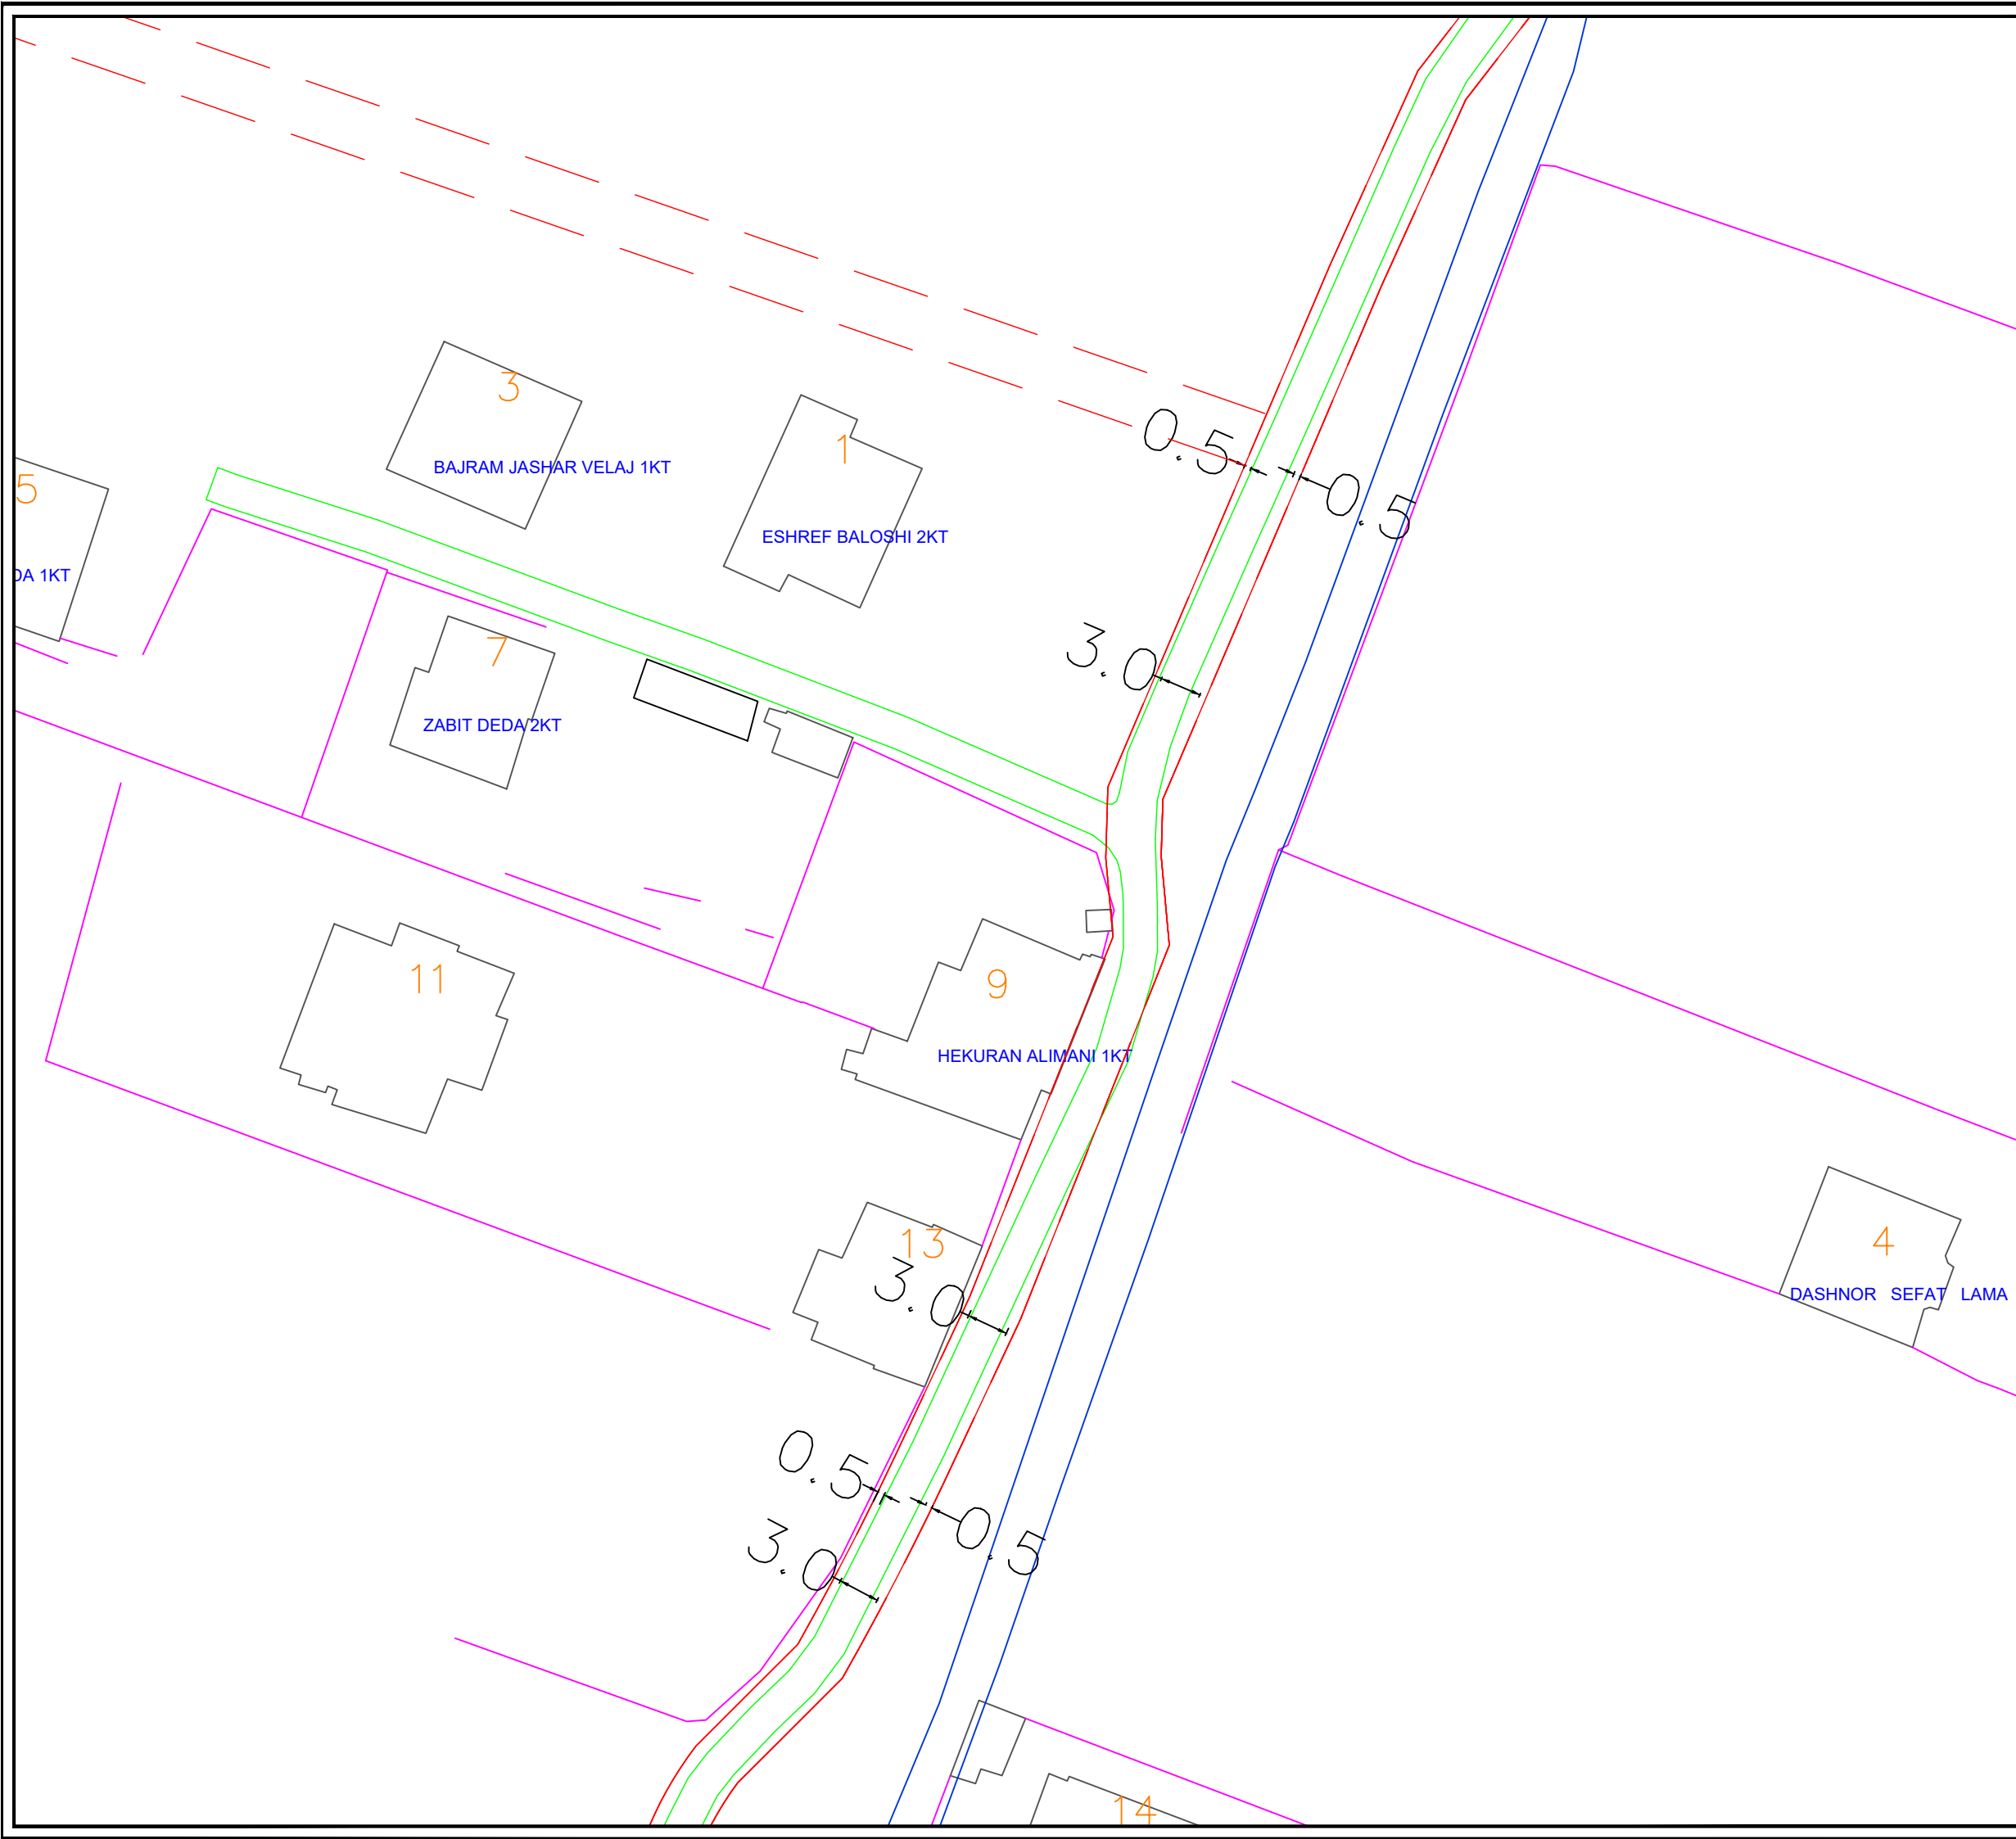 3
0.5
1
BAJRAM JASHAR VELAJ 1KT
5
0.5
ESHREF BALOSHI 2KT
DA 1KT
3.0
7
ZABIT DEDA 2KT
11
9
HEKURAN ALIMANI 1KT
13
4
3.0
DASHNOR SEFAT LAMA
0.5
0.5
3.0
14